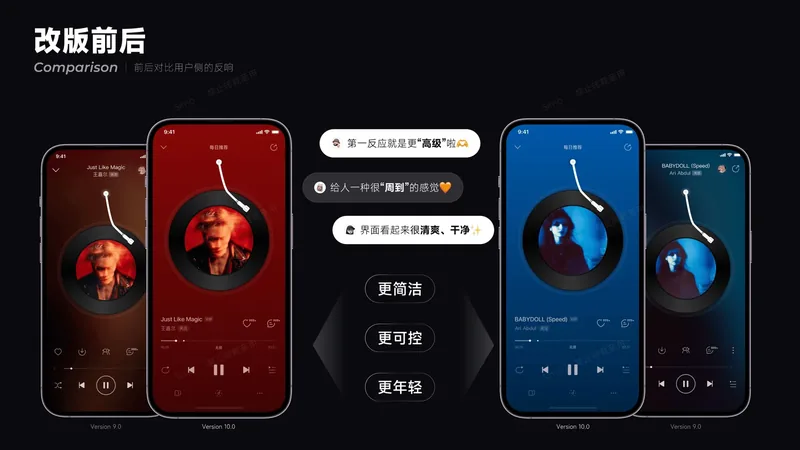 改版前后
Comparison
前后对比用户侧的反响
9:41
Just Like Magic
王嘉尔
9:41
每日推荐
Just Like Magic
王嘉尔
第一反应就是更“高级”啦🫶
给人一种很“周到”的感觉🧡
界面看起来很清爽、干净✨
更简洁
更可控
更年轻
9:41
每日推荐
BABYDOLL (Speed)
Ari Abdul
BABYDOLL (Speed)
Ari Abdul
Version 9.0
Version 10.0
Version 10.0
Version 9.0